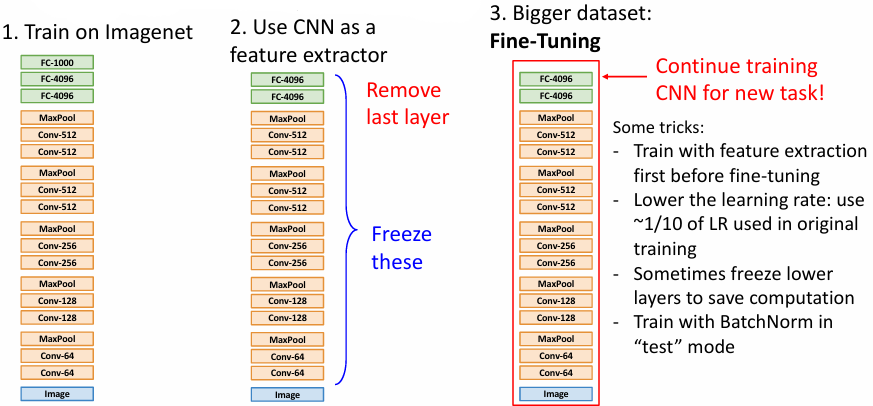 1. Train on Imagenet
FC-1000
FC-4096
FC-4096
MaxPool
Conv-512
Conv-512
MaxPool
Conv-512
Conv-512
MaxPool
Conv-256
Conv-256
MaxPool
Conv-128
Conv-128
MaxPool
Conv-64
Conv-64
Image
2. Use CNN as a
feature extractor
FC-4096
FC-4096
MaxPool
Conv-512
Conv-512
MaxPool
Conv-512
Conv-512
MaxPool
Conv-256
Conv-256
MaxPool
Conv-128
Conv-128
MaxPool
Conv-64
Conv-64
Image
Remove
last layer
Freeze
these
3. Bigger dataset:
Fine-Tuning
FC-4096
FC-4096
MaxPool
Conv-512
Conv-512
MaxPool
Conv-512
Conv-512
MaxPool
Conv-256
Conv-256
MaxPool
Conv-128
Conv-128
MaxPool
Conv-64
Conv-64
Image
Continue training
CNN for new task!
Some tricks:
- Train with feature extraction
first before fine-tuning
- Lower the learning rate: use
~1/10 of LR used in original
training
- Sometimes freeze lower
layers to save computation
- Train with BatchNorm in
“test” mode